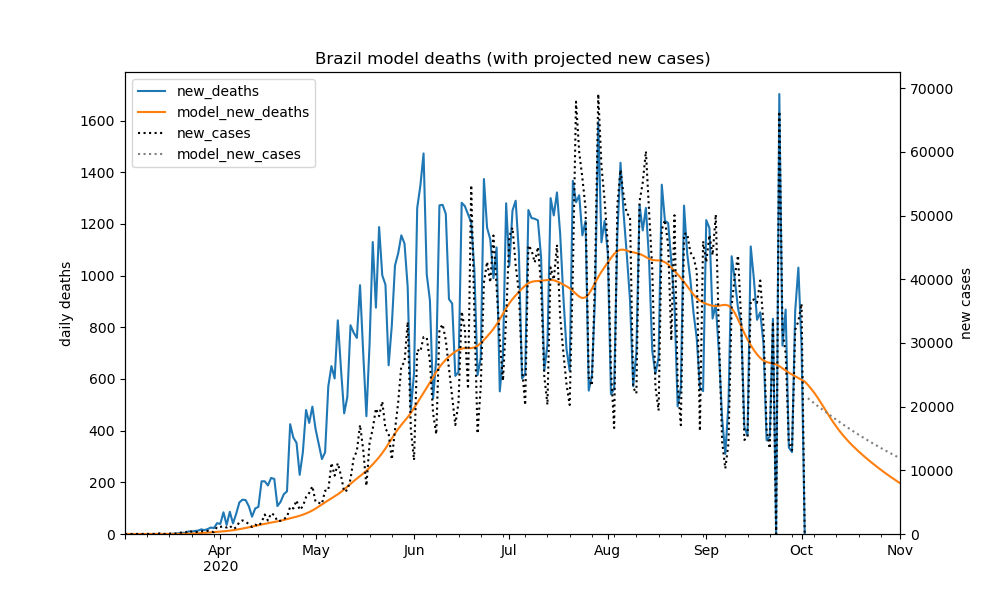 Brazil model deaths (with projected new cases)
new_deaths
model_new_deaths
new_cases
model_new_cases
daily deaths
0
200
400
600
800
1000
1200
1400
1600
new cases
0
10000
20000
30000
40000
50000
60000
70000
Apr
2020
May
Jun
Jul
Aug
Sep
Oct
Nov